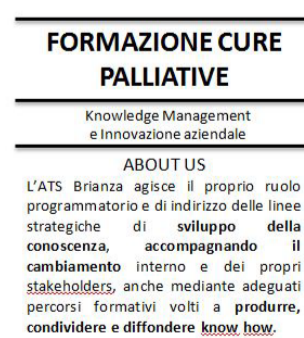 FORMAZIONE CURE
PALLIATIVE
Knowledge Management
e Innovazione aziendale
ABOUT US
L'ATS Brianza agisce il proprio ruolo
programmatorio e di indirizzo delle linee
strategiche di sviluppo della
conoscenza, accompagnando il
cambiamento interno e dei propri
stakeholders, anche mediante adeguati
percorsi formativi volti a produrre,
condividere e diffondere know how.